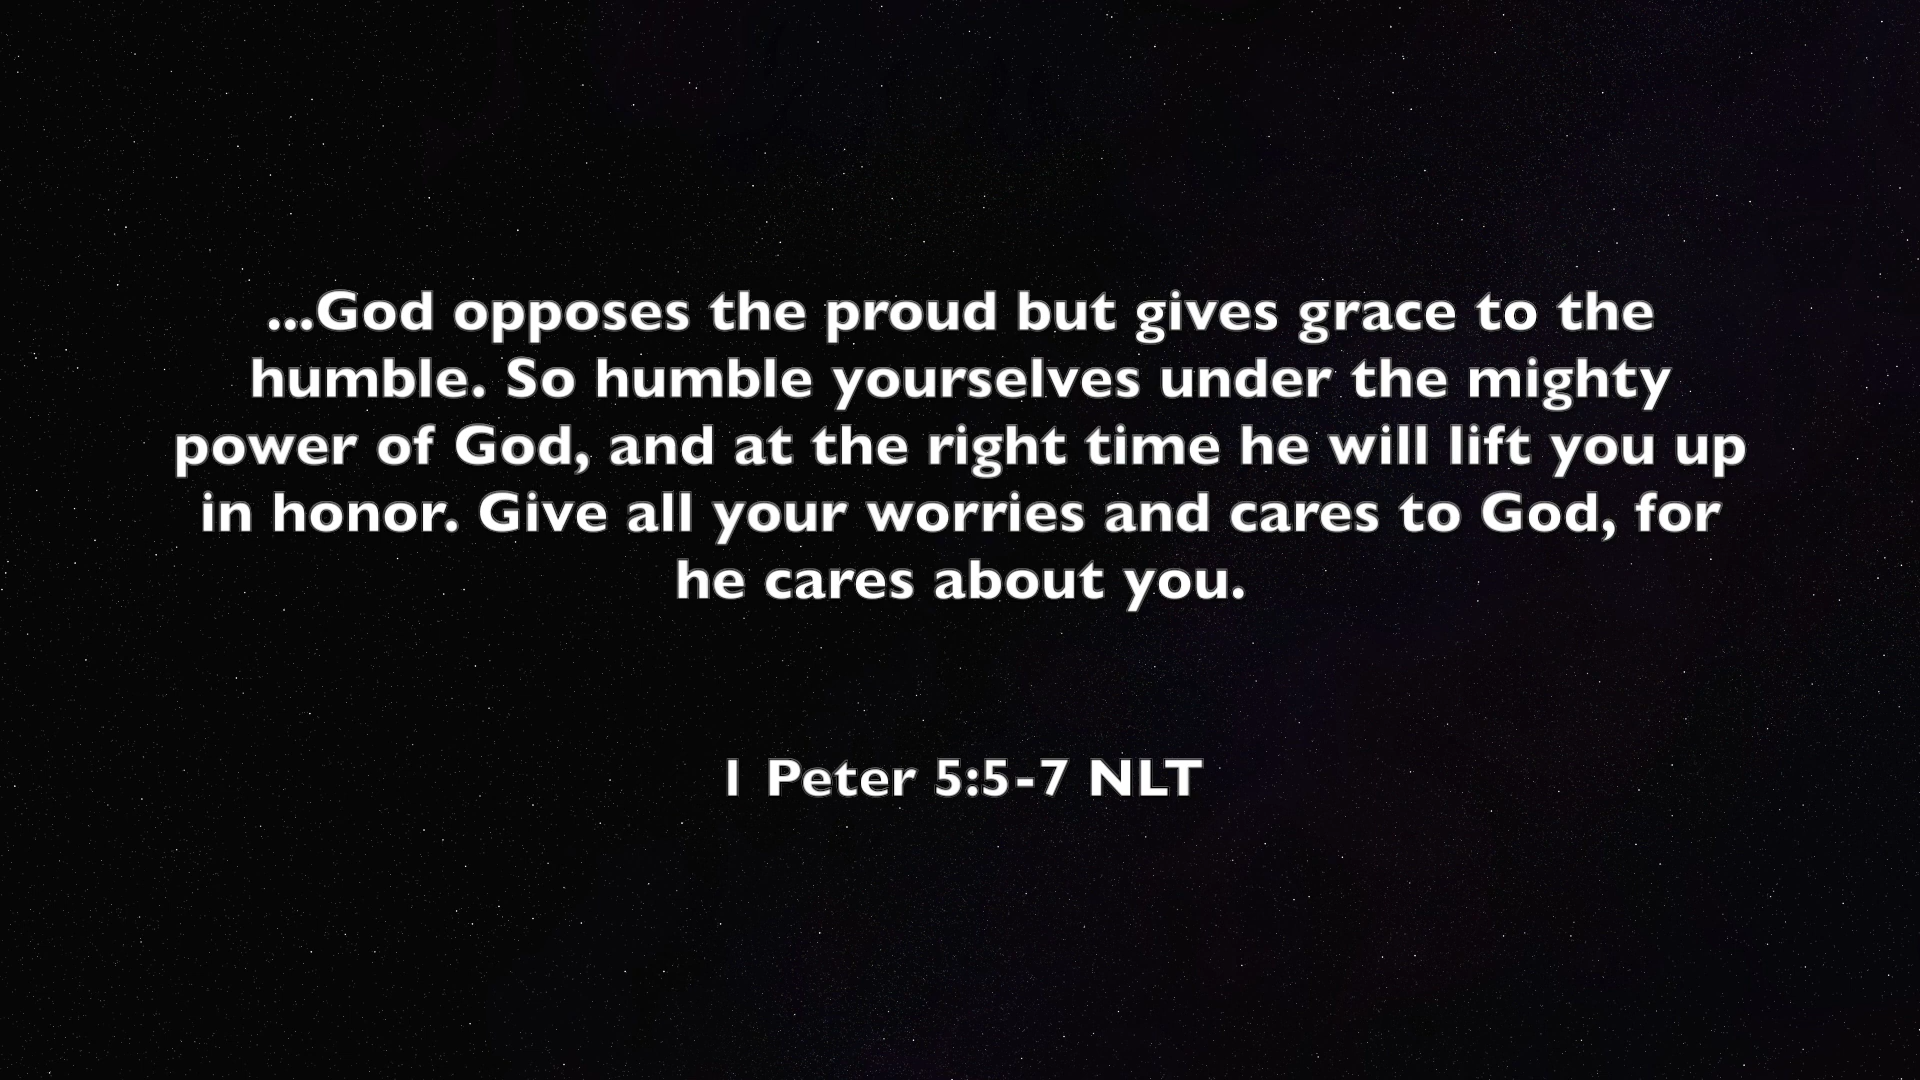 ...God opposes the proud but gives grace to the
humble. So humble yourselves under the mighty
power of God, and at the right time he will lift you up
in honor. Give all your worries and cares to God, for
he cares about you.
1 Peter 5:5-7 NLT